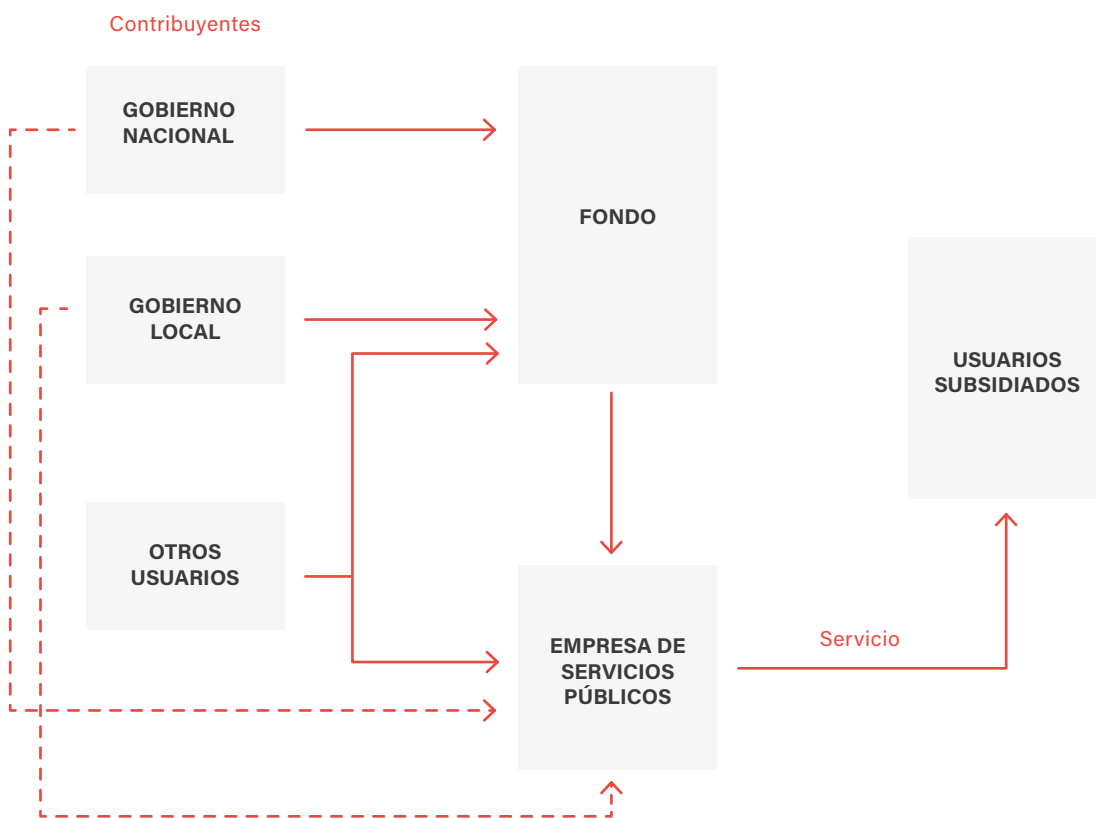 Contribuyentes
GOBIERNO
NACIONAL
FONDO
GOBIERNO
LOCAL
USUARIOS
SUBSIDIADOS
OTROS
USUARIOS
EMPRESA DE
SERVICIOS
PÚBLICOS
Servicio